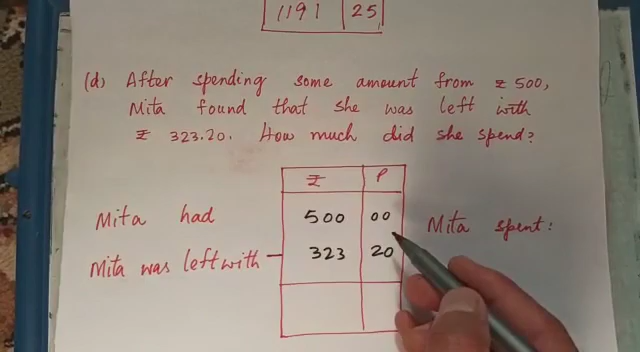 1191 25
(d) After spending some amount from ₹ 500,
Mita found that she was left with
₹ 323.20. How much did she spend?
₹ P
Mita had 500 00 Mita spent:
Mita was left with - 323 20